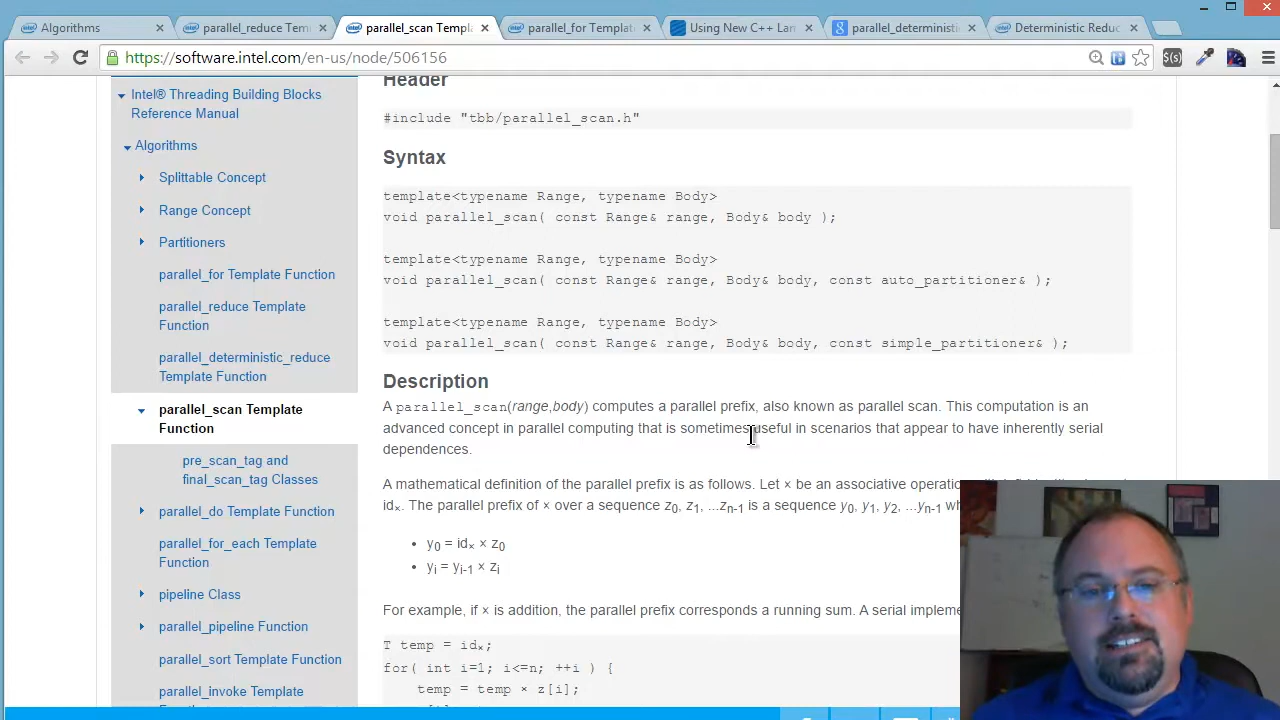 Algorithms
parallel_reduce Tem
parallel_scan Templa
parallel_for Template
Using New C++ Lan
parallel_deterministic
Deterministic Reduc
https://software.intel.com/en-us/node/506156
Intel® Threading Building Blocks
Reference Manual
Algorithms
Splittable Concept
Range Concept
Partitioners
parallel_for Template Function
parallel_reduce Template
Function
parallel_deterministic_reduce
Template Function
parallel_scan Template
Function
pre_scan_tag and
final_scan_tag Classes
parallel_do Template Function
parallel_for_each Template
Function
pipeline Class
parallel_pipeline Function
parallel_sort Template Function
parallel_invoke Template
Header
#include "tbb/parallel_scan.h"
Syntax
template<typename Range, typename Body>
void parallel_scan( const Range& range, Body& body );
template<typename Range, typename Body>
void parallel_scan( const Range& range, Body& body, const auto_partitioner& );
template<typename Range, typename Body>
void parallel_scan( const Range& range, Body& body, const simple_partitioner& );
Description
A parallel_scan(range,body) computes a parallel prefix, also known as parallel scan. This computation is an
advanced concept in parallel computing that is sometimes useful in scenarios that appear to have inherently serial
dependences.
A mathematical definition of the parallel prefix is as follows. Let × be an associative operation
id×. The parallel prefix of × over a sequence z0, z1, ...zn-1 is a sequence y0, y1, y2, ...yn-1 w
• y0 = id× × z0
• yi = yi-1 × zi
For example, if × is addition, the parallel prefix corresponds a running sum. A serial impleme
T temp = id×;
for( int i=1; i<=n; ++i ) {
temp = temp × z[i];